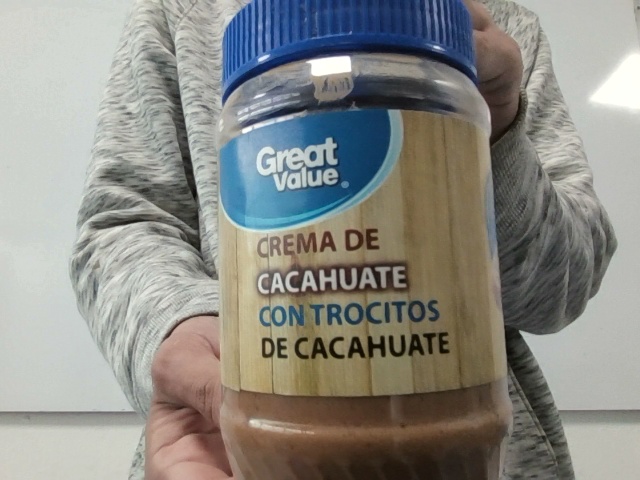 Great
Value®
CREMA DE
CACAHUATE
CON TROCITOS
DE CACAHUATE